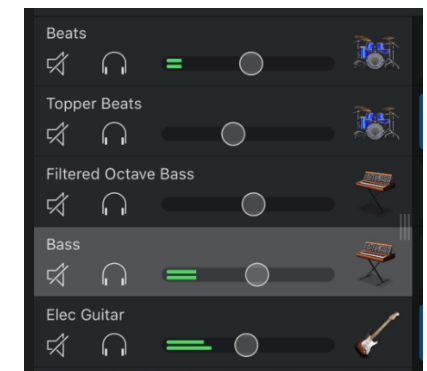 Beats
Topper Beats
Filtered Octave Bass
Bass
Elec Guitar